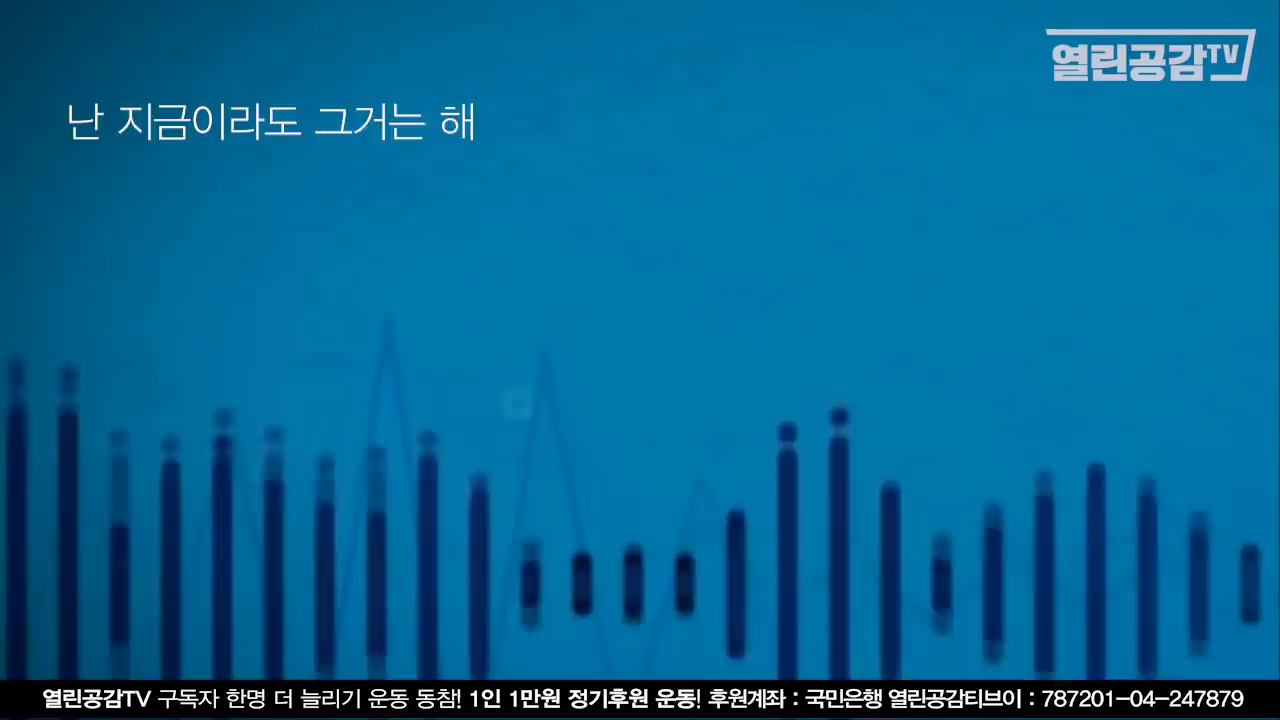 열린공감TV
난 지금이라도 그거는 해
열린공감TV 구독자 한명 더 늘리기 운동 동참! 1인 1만원 정기후원 운동! 후원계좌 : 국민은행 열린공감티브이 : 787201-04-247879